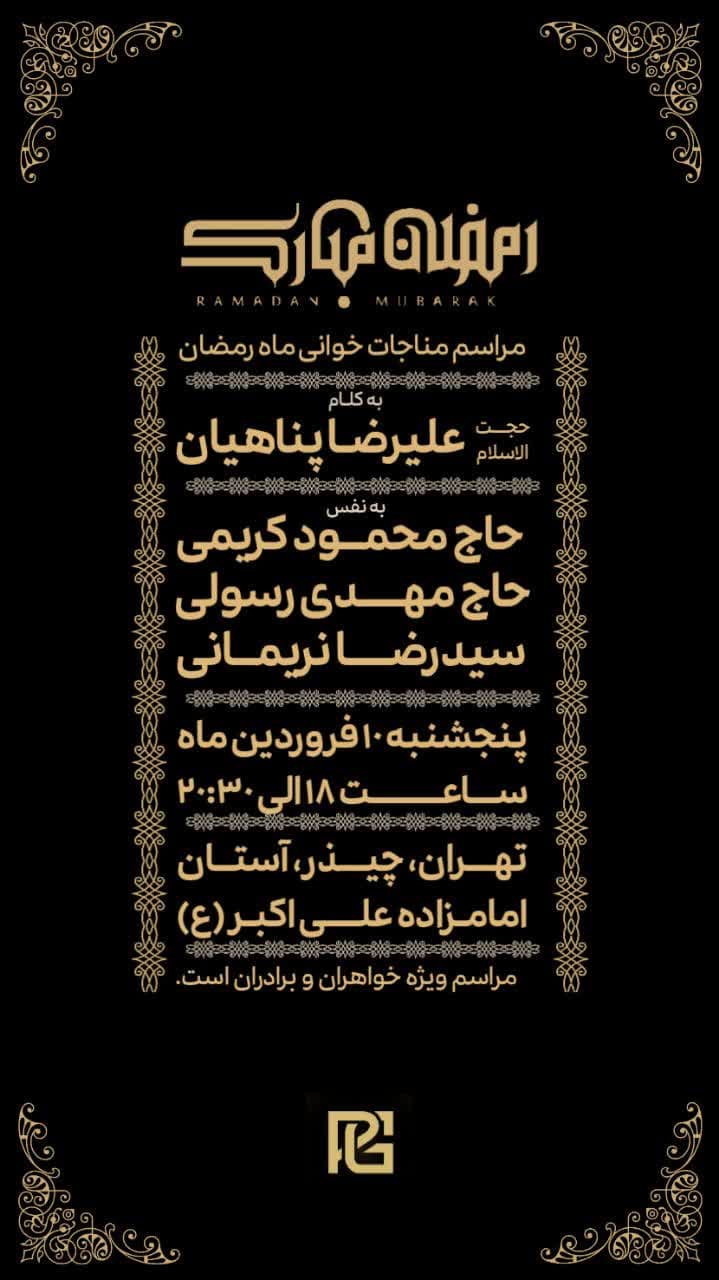 رمضان مبارک
RAMADAN MUBARAK
مراسم مناجات خوانی ماه رمضان
به کلام
حجت الاسلام علیرضا پناهیان
به نفس
حاج محمود کریمی
حاج مهدی رسولی
سیدرضا نریمانی
پنجشنبه ۱۰ فروردین ماه
ساعت ۱۸ الی ۲۰:۳۰
تهران، چیذر، آستان
امامزاده علی اکبر (ع)
مراسم ویژه خواهران و برادران است.